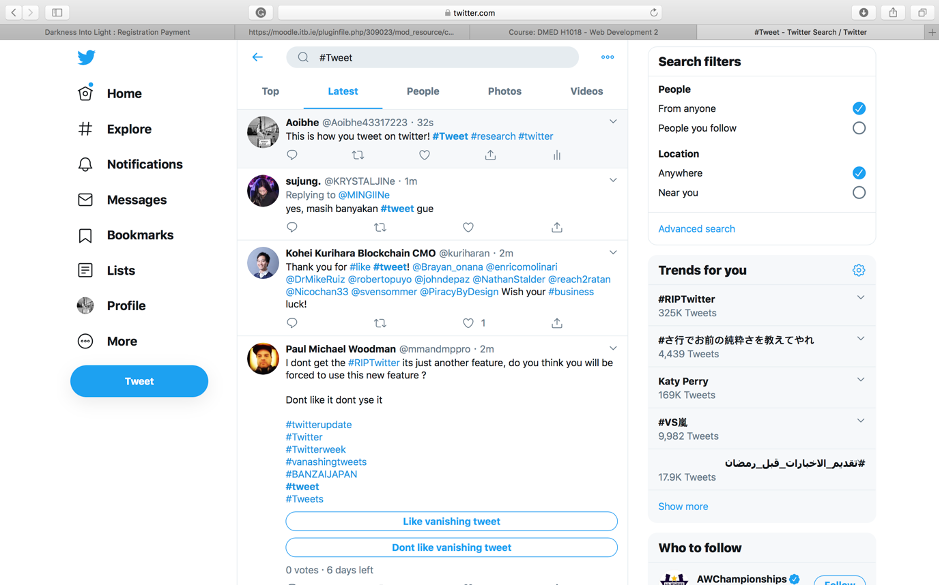 twitter.com
Darkness Into Light : Registration Payment
https://moodle.itb.ie/pluginfile.php/309023/mod_resource/c...
Course: DMED H1018 - Web Development 2
#Tweet - Twitter Search / Twitter
Home
Explore
Notifications
Messages
Bookmarks
Lists
Profile
More
Tweet
#Tweet
Top
Latest
People
Photos
Videos
Aoibhe @Aoibhe43317223 · 32s
This is how you tweet on twitter! #Tweet #research #twitter
sujung. @KRYSTALJINe · 1m
Replying to @MINGIINe
yes, masih banyakan #tweet gue
Kohei Kurihara Blockchain CMO @kuriharan · 2m
Thank you for #like #tweet! @Brayan_onana @enricomolinari
@DrMikeRuiz @robertopuyo @johndepaz @NathanStalder @reach2ratan
@Nicochan33 @svensommer @PiracyByDesign Wish your #business
luck!
1
Paul Michael Woodman @mmandmppro · 2m
I dont get the #RIPTwitter its just another feature, do you think you will be
forced to use this new feature ?
Dont like it dont yse it
#twitterupdate
#Twitter
#Twitterweek
#vanashingtweets
#BANZAIJAPAN
#tweet
#Tweets
Like vanishing tweet
Dont like vanishing tweet
0 votes · 6 days left
Search filters
People
From anyone
People you follow
Location
Anywhere
Near you
Advanced search
Trends for you
#RIPTwitter
325K Tweets
#さ行でお前の純粋さを教えてやれ
4,439 Tweets
Katy Perry
169K Tweets
#VS嵐
9,982 Tweets
#تقديم_الاختبارات_قبل_رمضان
17.9K Tweets
Show more
Who to follow
AWChampionships
Follow